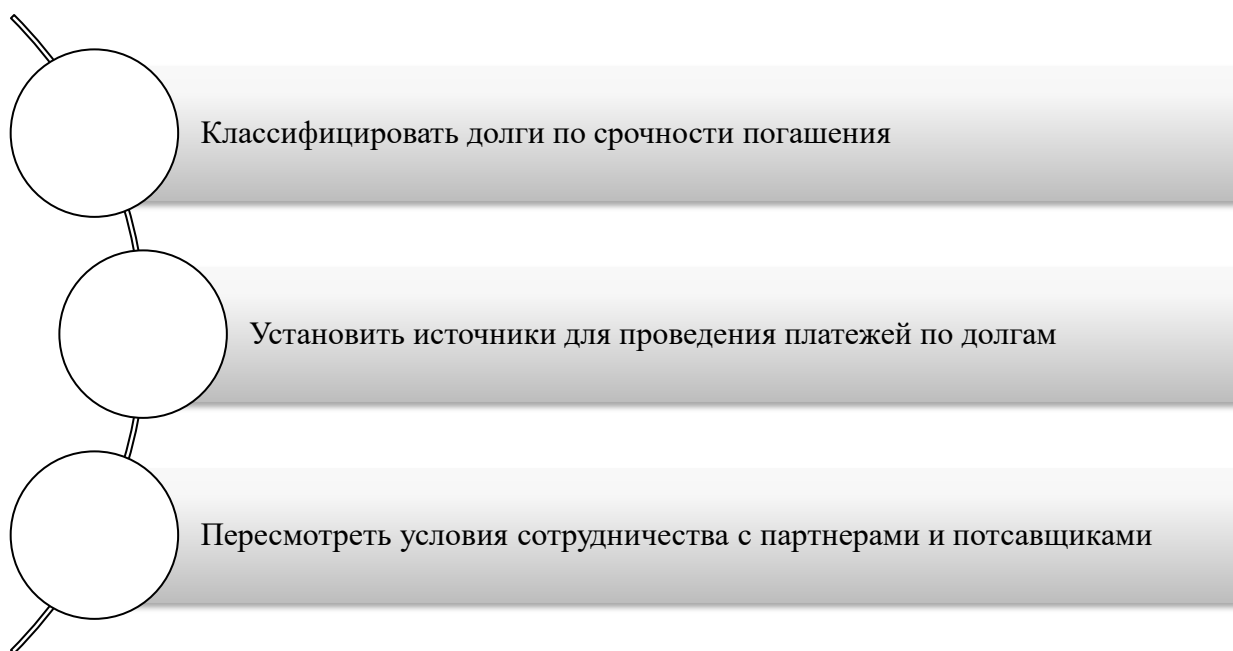 Классифицировать долги по срочности погашения
Установить источники для проведения платежей по долгам
Пересмотреть условия сотрудничества с партнерами и потсавщиками